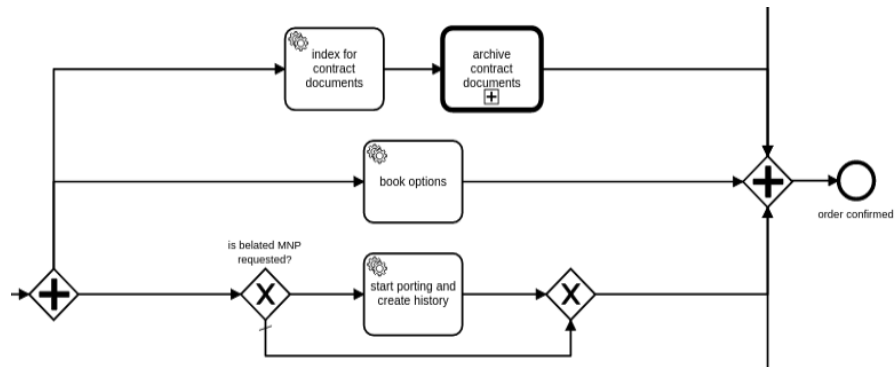 index for
contract
documents
archive
contract
documents
book options
order confirmed
is belated MNP
requested?
start porting and
create history